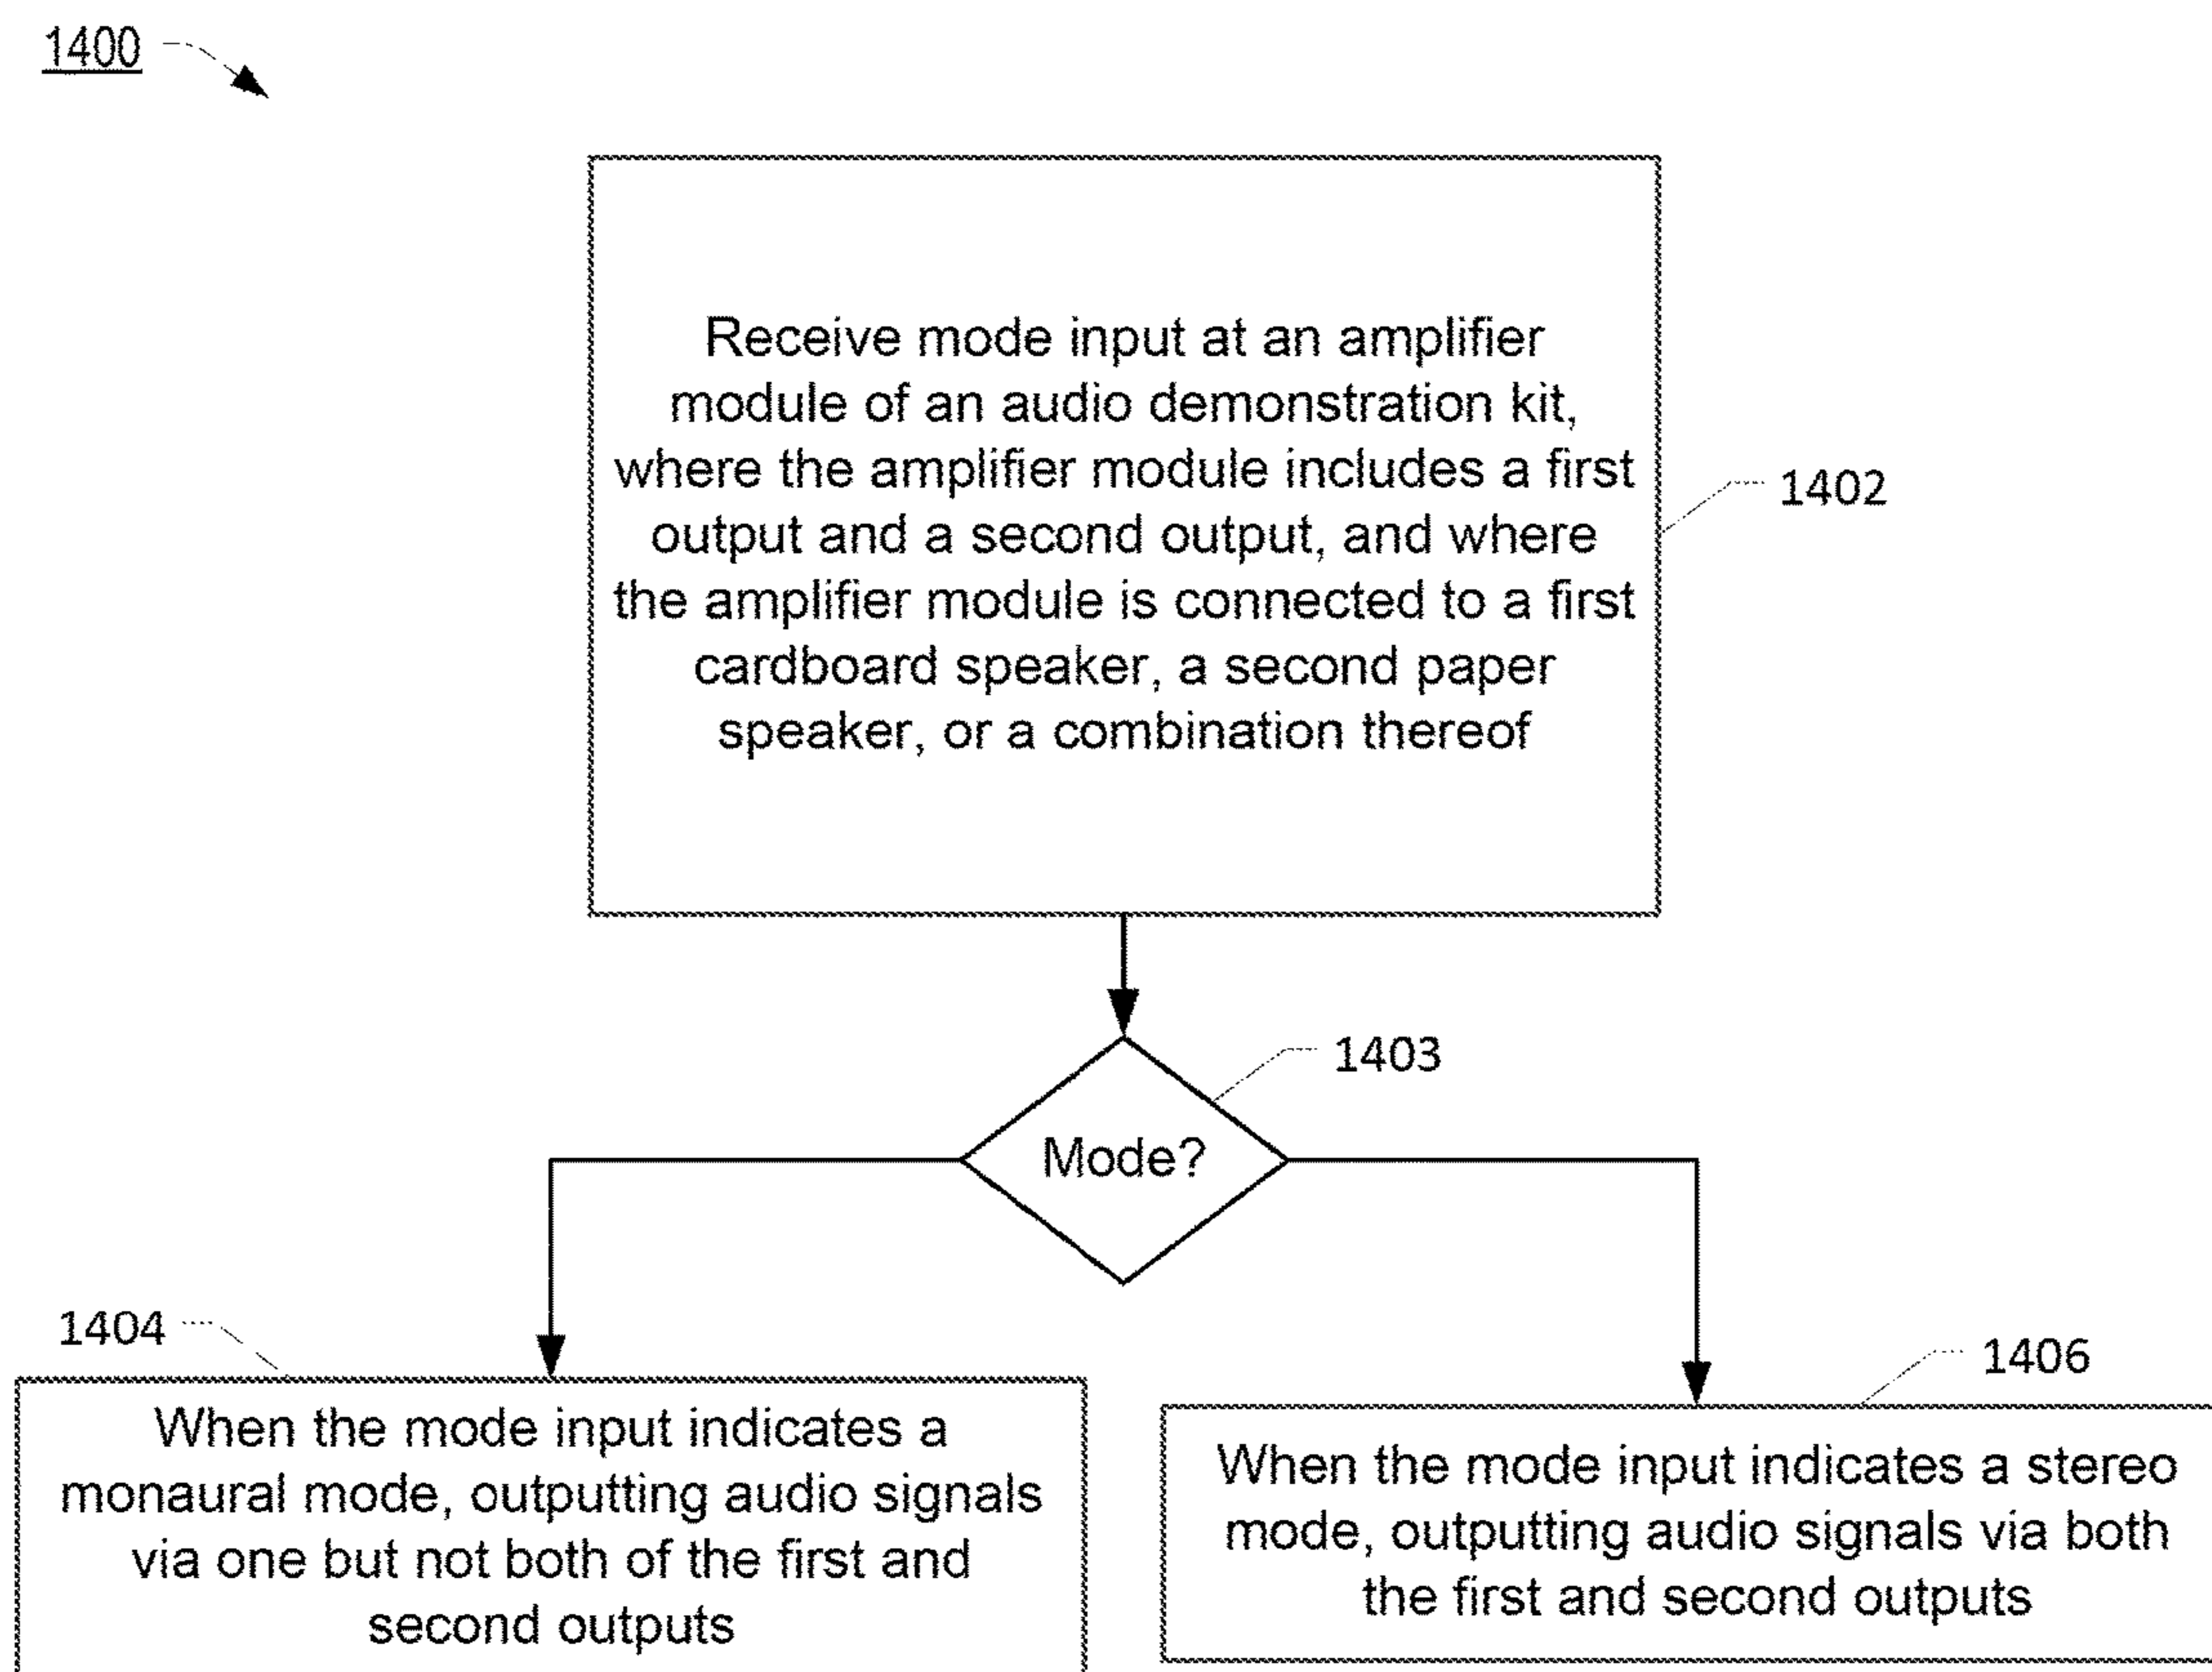 1400
Receive mode input at an amplifier
module of an audio demonstration kit,
where the amplifier module includes a first
output and a second output, and where
the amplifier module is connected to a first
cardboard speaker, a second paper
speaker, or a combination thereof
1402
1403
Mode?
1404
When the mode input indicates a
monaural mode, outputting audio signals
via one but not both of the first and
second outputs
1406
When the mode input indicates a stereo
mode, outputting audio signals via both
the first and second outputs